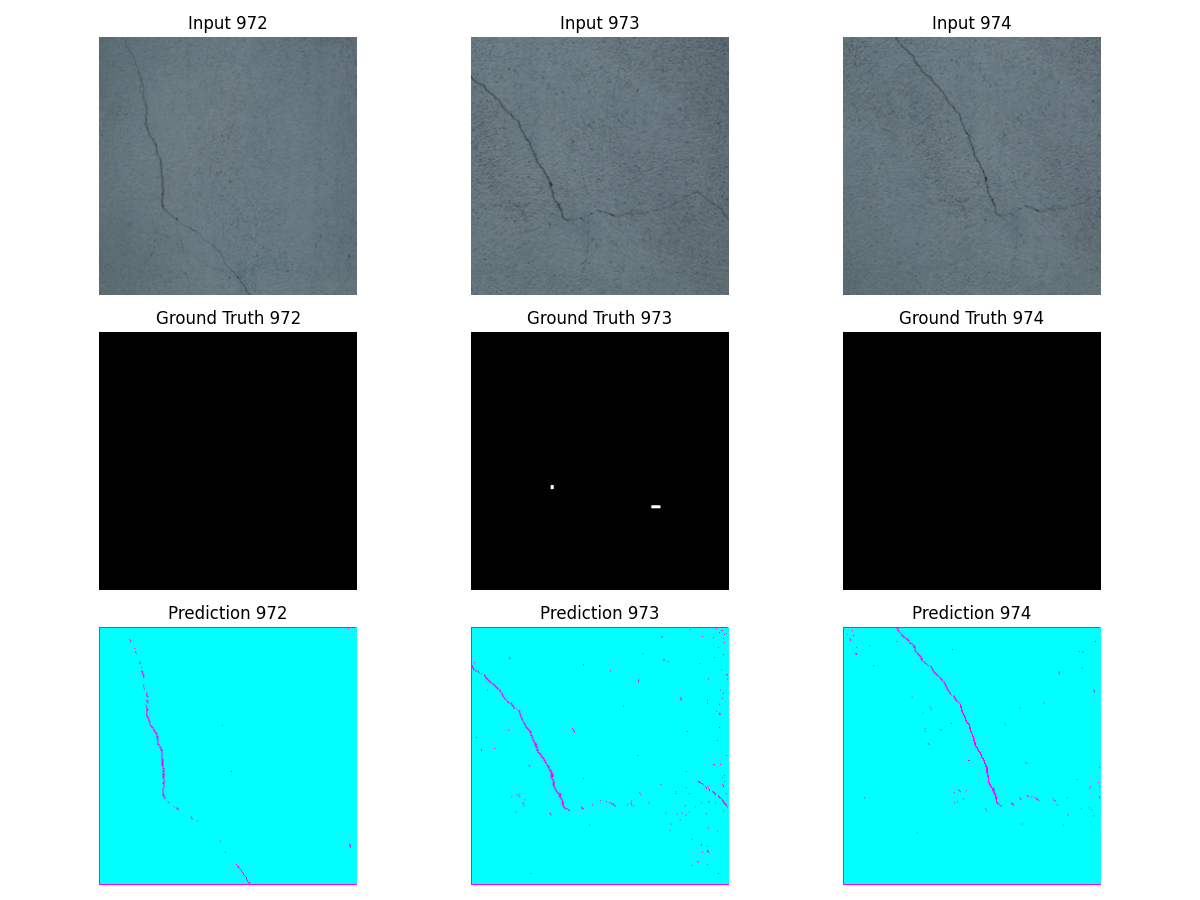 Input 972
Input 973
Input 974
Ground Truth 972
Ground Truth 973
Ground Truth 974
Prediction 972
Prediction 973
Prediction 974